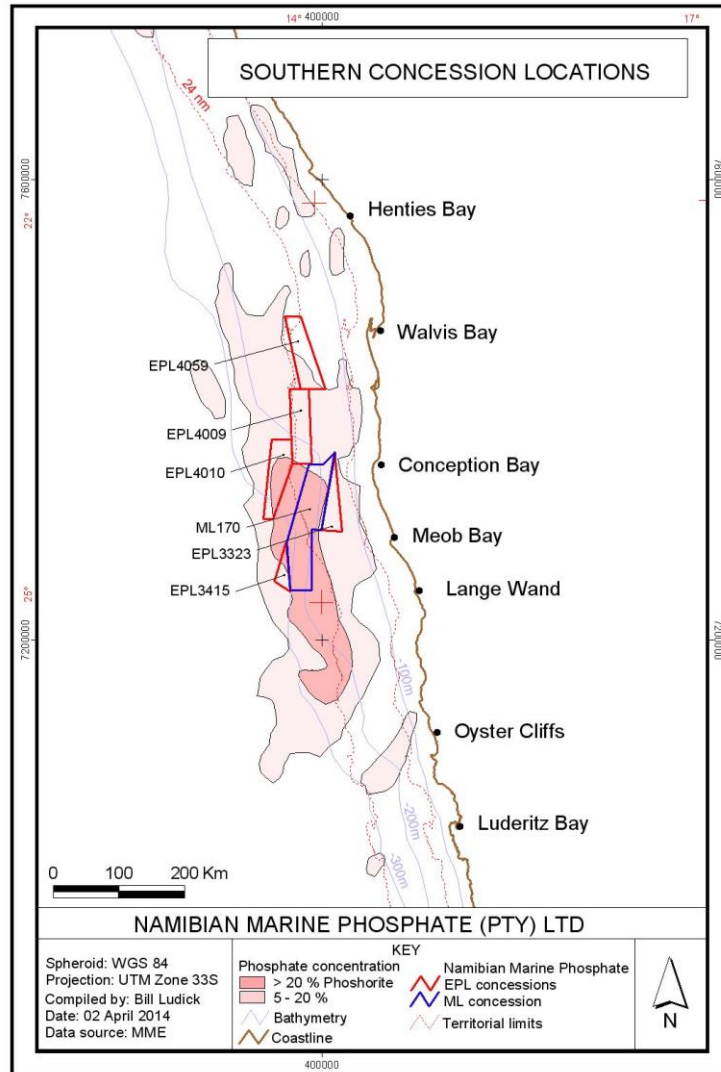 14° 400000 17°
SOUTHERN CONCESSION LOCATIONS
24 nm
7600000 7600000
22°
Henties Bay
Walvis Bay
EPL4059
EPL4009
EPL4010
Conception Bay
ML170
EPL3323
Meob Bay
EPL3415
Lange Wand
25°
7200000 7200000
-100m
Oyster Cliffs
-200m
Luderitz Bay
-300m
0 100 200 Km
NAMIBIAN MARINE PHOSPHATE (PTY) LTD
Spheroid: WGS 84
Projection: UTM Zone 33S
Compiled by: Bill Ludick
Date: 02 April 2014
Data source: MME
KEY
Phosphate concentration
> 20 % Phoshorite
5 - 20 %
Bathymetry
Coastline
Namibian Marine Phosphate
EPL concessions
ML concession
Territorial limits
N
400000